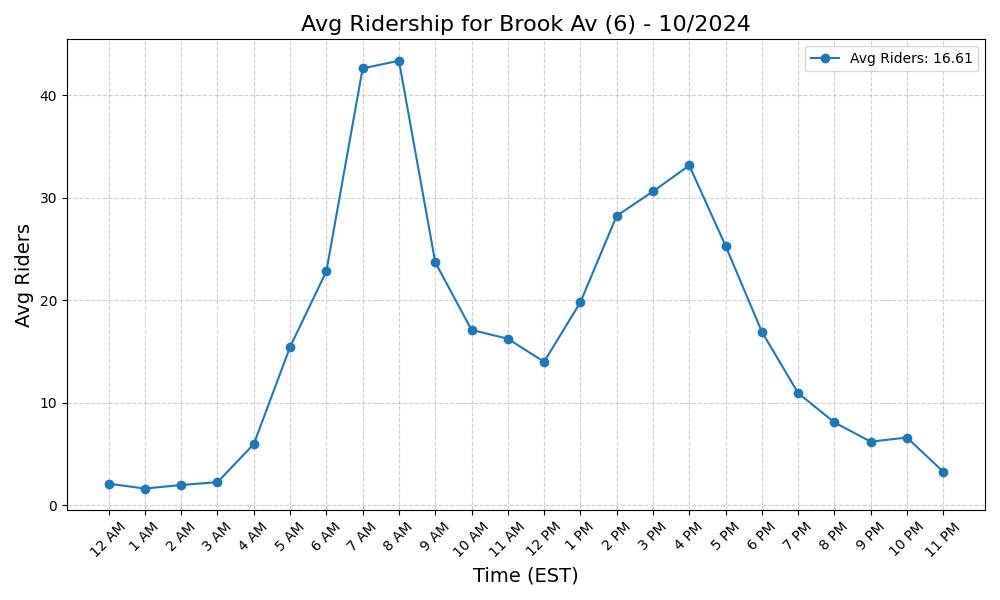 Avg Ridership for Brook Av (6) - 10/2024
Avg Riders: 16.61
Avg Riders
40
30
20
10
0
12 AM
1 AM
2 AM
3 AM
4 AM
5 AM
6 AM
7 AM
8 AM
9 AM
10 AM
11 AM
12 PM
1 PM
2 PM
3 PM
4 PM
5 PM
6 PM
7 PM
8 PM
9 PM
10 PM
11 PM
Time (EST)